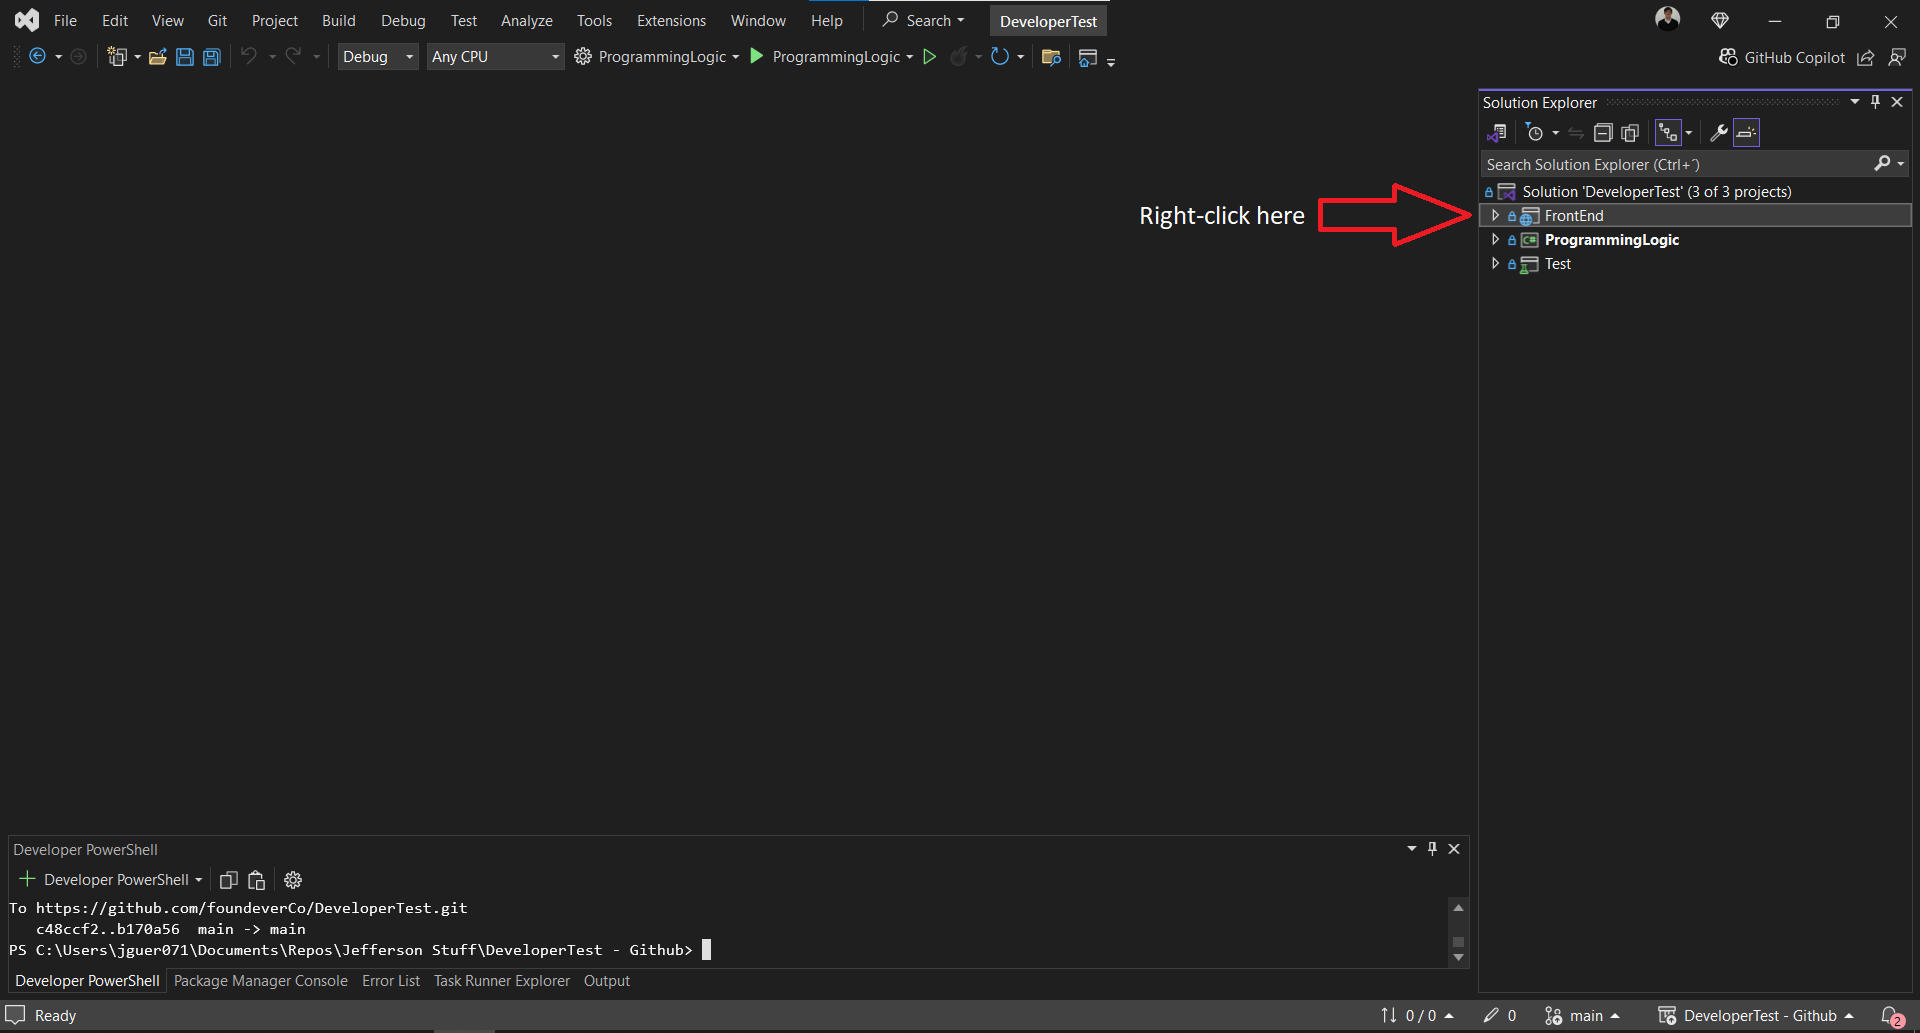 File Edit View Git Project Build Debug Test Analyze Tools Extensions Window Help Search DeveloperTest
Debug Any CPU ProgrammingLogic ProgrammingLogic GitHub Copilot
Solution Explorer
Search Solution Explorer (Ctrl+´)
Solution 'DeveloperTest' (3 of 3 projects)
Right-click here
FrontEnd
C# ProgrammingLogic
Test
Developer PowerShell
Developer PowerShell
To https://github.com/foundeverCo/DeveloperTest.git
c48ccf2..b170a56 main -> main
PS C:\Users\jguer071\Documents\Repos\Jefferson Stuff\DeveloperTest - Github>
Developer PowerShell Package Manager Console Error List Task Runner Explorer Output
Ready 0 / 0 0 main DeveloperTest - Github 2